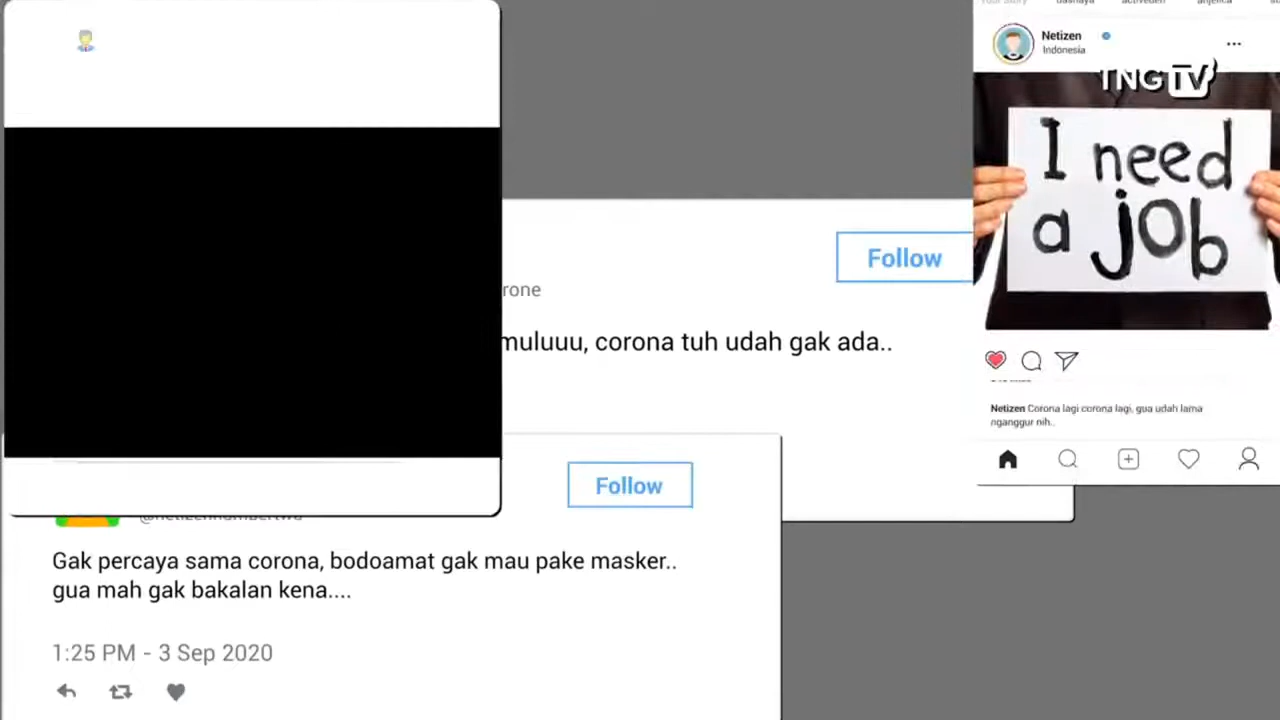 Netizen
Indonesia
TNGTV
I need
a job
Follow
rone
muluuu, corona tuh udah gak ada..
Netizen Corona lagi corona lagi, gua udah lama
nganggur nih..
Follow
Gak percaya sama corona, bodoamat gak mau pake masker..
gua mah gak bakalan kena....
1:25 PM - 3 Sep 2020